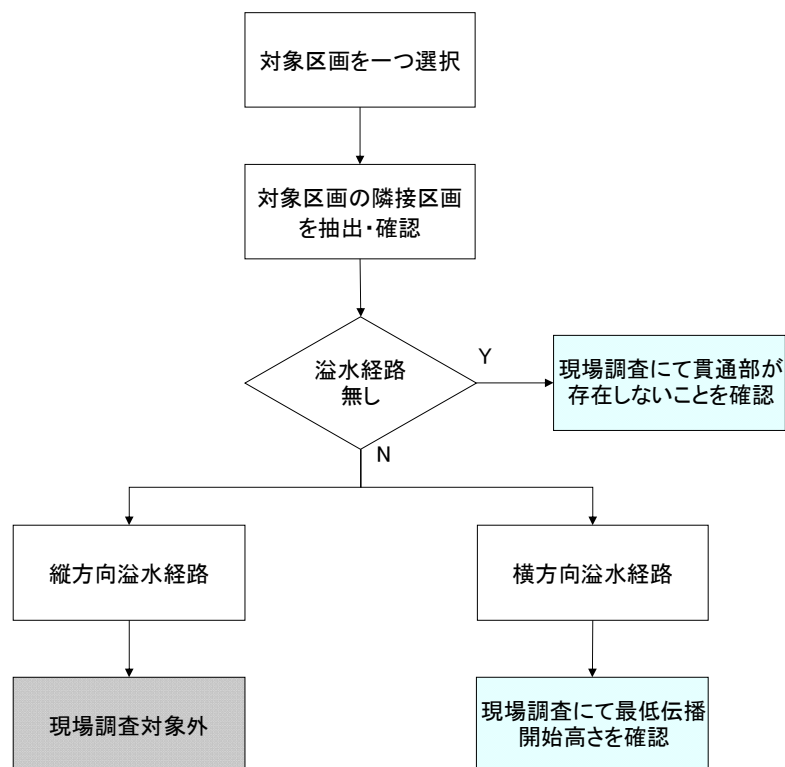 対象区画を一つ選択
対象区画の隣接区画
を抽出・確認
溢水経路
無し
Y
現場調査にて貫通部が
存在しないことを確認
N
縦方向溢水経路
横方向溢水経路
現場調査対象外
現場調査にて最低伝播
開始高さを確認